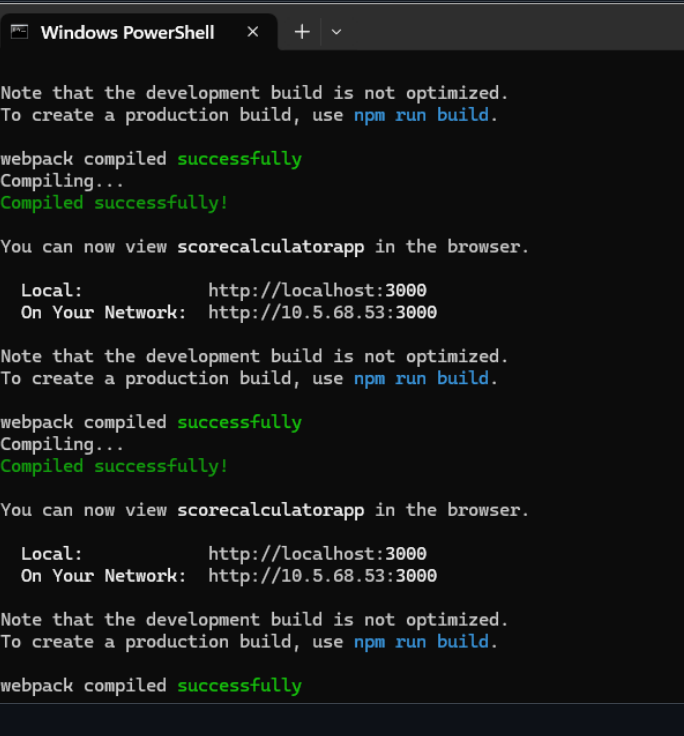 Windows PowerShell
Note that the development build is not optimized.
To create a production build, use npm run build.
webpack compiled successfully
Compiling...
Compiled successfully!
You can now view scorecalculatorapp in the browser.
Local: http://localhost:3000
On Your Network: http://10.5.68.53:3000
Note that the development build is not optimized.
To create a production build, use npm run build.
webpack compiled successfully
Compiling...
Compiled successfully!
You can now view scorecalculatorapp in the browser.
Local: http://localhost:3000
On Your Network: http://10.5.68.53:3000
Note that the development build is not optimized.
To create a production build, use npm run build.
webpack compiled successfully